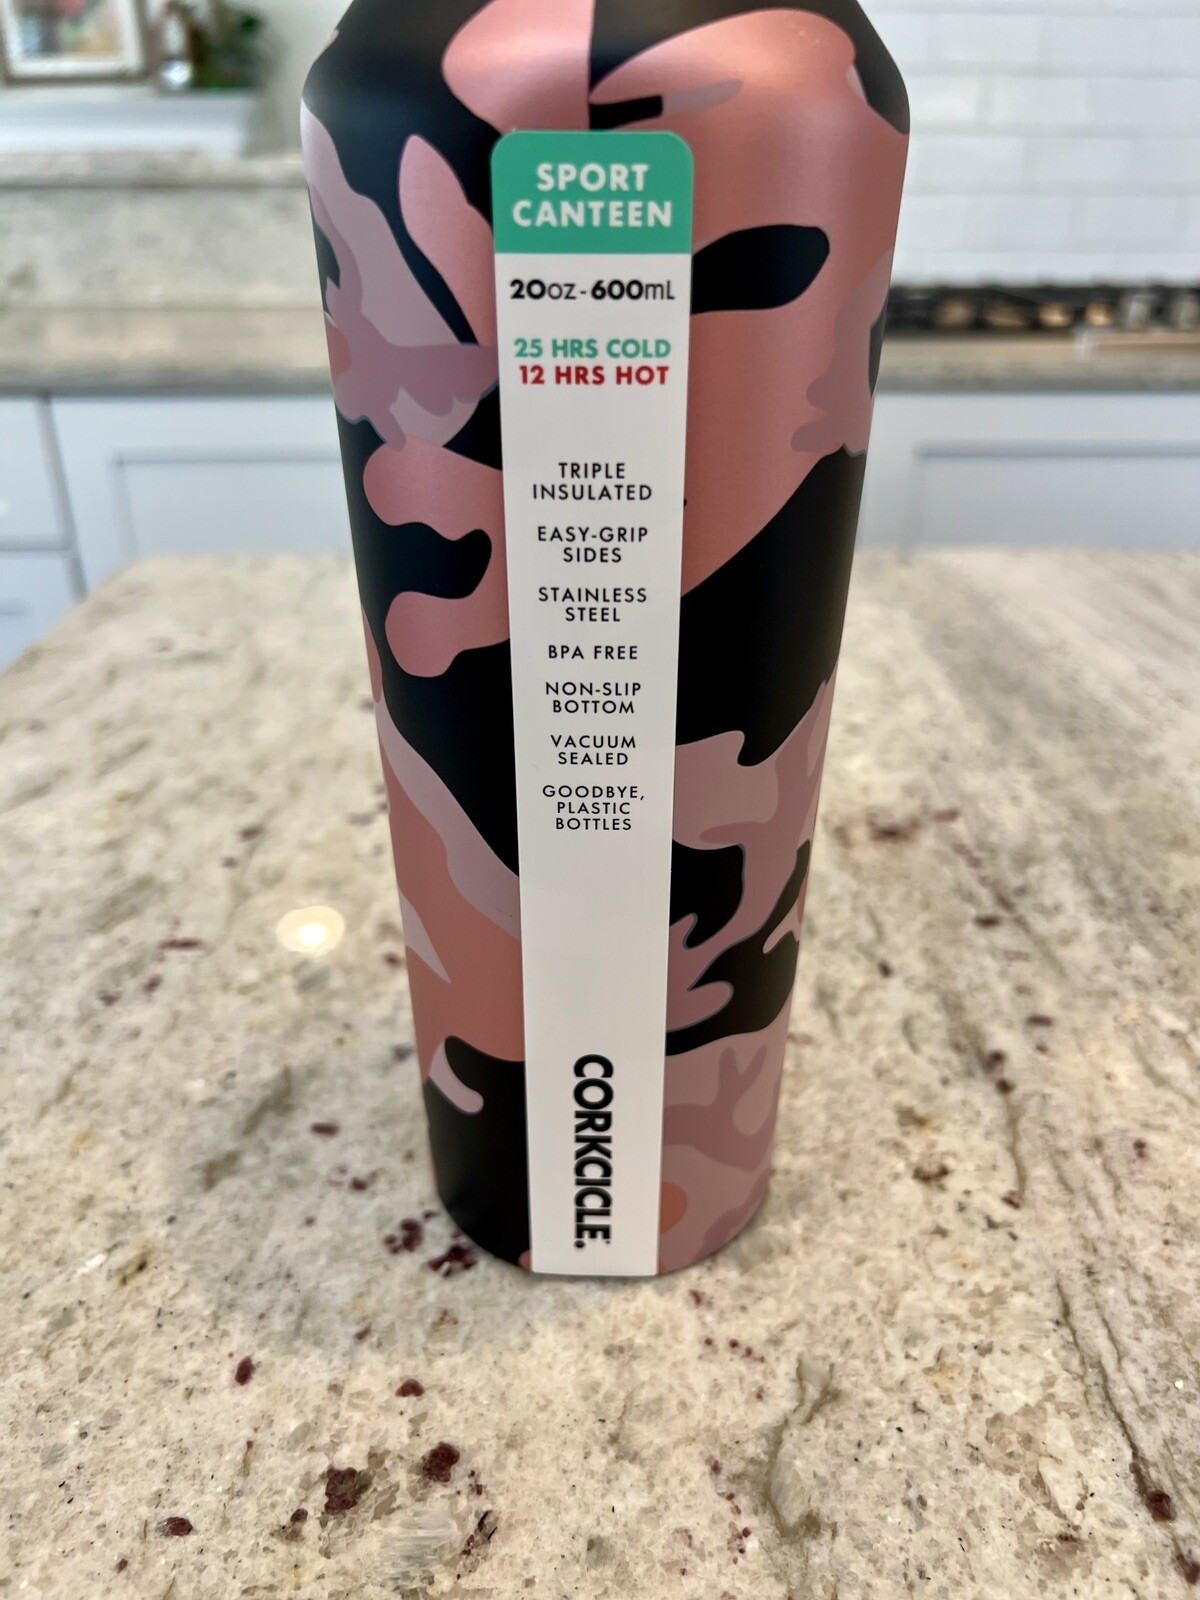 SPORT
CANTEEN
20oz-600mL
25 HRS COLD
12 HRS HOT
TRIPLE
INSULATED
EASY-GRIP
SIDES
STAINLESS
STEEL
BPA FREE
NON-SLIP
BOTTOM
VACUUM
SEALED
GOODBYE,
PLASTIC
BOTTLES
CORKCICLE.